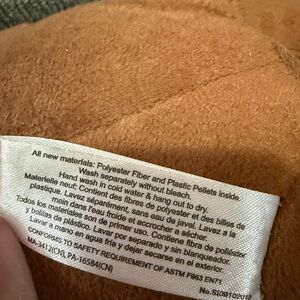 All new materials: Polyester Fiber and Plastic Pellets Inside.
Wash separately without bleach.
Hand wash in cold water & hang out to dry.
Materiau neuf: Contient des fibres de polyester et des billes de
plastique. Lavez séparément, sans eau de javel. Lavez à la
main dans l'eau froide et accrocher a sécher.
Todos los materiales son de primer uso. Contiene fibra de Poliester
y bolitas de plástico. Lavar por separado y sin blanqueador.
Lavar a mano en agua fría y dejar secarse en el exterior.
CONFORMS TO SAFETY REQUIREMENT OF ASTM F963 EN71
MA-3412(CN), PA-16584(CN)